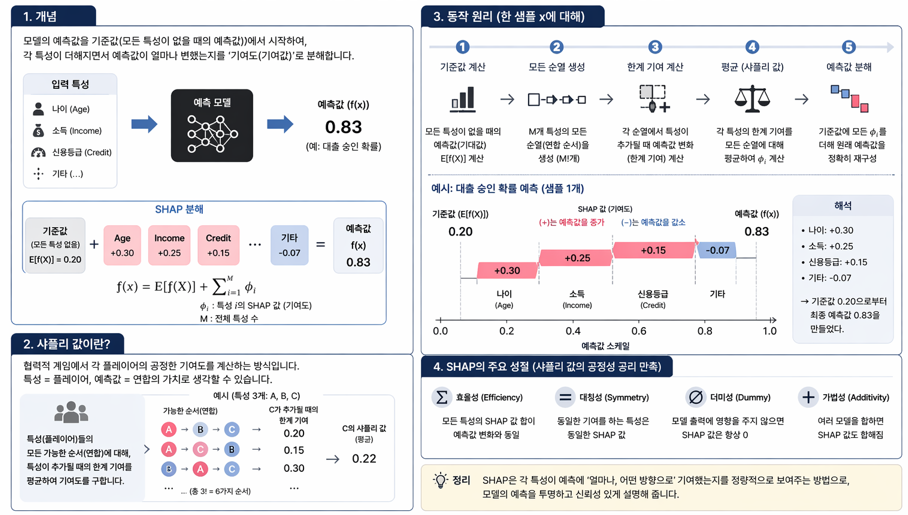 1. 개념
모델의 예측값을 기준값(모든 특성이 없을 때의 예측값))에서 시작하여,
각 특성이 더해지면서 예측값이 얼마나 변했는지를 '기여도(기여값)'로 분해합니다.
입력 특성
나이 (Age)
소득 (Income)
신용등급 (Credit)
기타 (...)
예측 모델
예측값 (f(x))
0.83
(예: 대출 승인 확률)
SHAP 분해
기준값
(모든 특성 없음)
E[f(X)] = 0.20
+
Age
+0.30
Income
+0.25
Credit
+0.15
...
기타
-0.07
=
예측값
f(x)
0.83
f(x) = E[f(X)] + ∑ᵢ₌₁ᴹ ϕᵢ
ϕᵢ : 특성 i의 SHAP 값 (기여도)
M : 전체 특성 수
2. 샤플리 값이란?
협력적 게임에서 각 플레이어의 공정한 기여도를 계산하는 방식입니다.
특성 = 플레이어, 예측값 = 연합의 가치로 생각할 수 있습니다.
특성(플레이어)들의
모든 가능한 순서(연합)에 대해,
특성이 추가될 때의 한계 기여를
평균하여 기여도를 구합니다.
예시 (특성 3개: A, B, C)
가능한 순서(연합)
C가 추가될 때의
한계 기여
A → B → C 0.20
A → C → B 0.15
B → A → C 0.30
... ... (총 3! = 6가지 순서) ...
C의 샤플리 값
(평균)
0.22
3. 동작 원리 (한 샘플 x에 대해)
1
기준값 계산
모든 특성이 없을 때의
예측값(기대값)
E[f(X)] 계산
2
모든 순열 생성
M개 특성의 모든
순열(연합 순서)을
생성 (M!개)
3
한계 기여 계산
각 순열에서 특성이
추가될 때 예측값 변화
(한계 기여) 계산
4
평균 (샤플리 값)
각 특성의 한계 기여를
모든 순열에 대해
평균하여 ϕᵢ 계산
5
예측값 분해
기준값에 모든 ϕᵢ를
더해 원래 예측값을
정확히 재구성
예시: 대출 승인 확률 예측 (샘플 1개)
기준값 (E[f(X)])
0.20
SHAP 값 (기여도)
(+)는 예측값을 증가 (−)는 예측값을 감소
예측값 (f(x))
0.83
+0.30
+0.25
+0.15
-0.07
나이
(Age)
소득
(Income)
신용등급
(Credit)
기타
0.0 0.2 0.4 0.6 0.8 1.0
예측값 스케일
해석
• 나이: +0.30
• 소득: +0.25
• 신용등급: +0.15
• 기타: -0.07
→ 기준값 0.20으로부터
최종 예측값 0.83을
만들었다.
4. SHAP의 주요 성절 (샤플리 값의 공정성 공리 만족)
Σ 효율성 (Efficiency)
모든 특성의 SHAP 값 합이
예측값 변화와 동일
= 대칭성 (Symmetry)
동일한 기여를 하는 특성은
동일한 SHAP 값
∅ 더미성 (Dummy)
모델 출력에 영향을 주지 않으면
SHAP 값은 항상 0
+ 가법성 (Additivity)
여러 모델을 합하면
SHAP 값도 합해짐
정리
SHAP은 각 특성이 예측에 '얼마나, 어떤 방향으로' 기여했는지를 정량적으로 보여주는 방법으로,
모델의 예측을 투명하고 신뢰성 있게 설명해 줍니다.